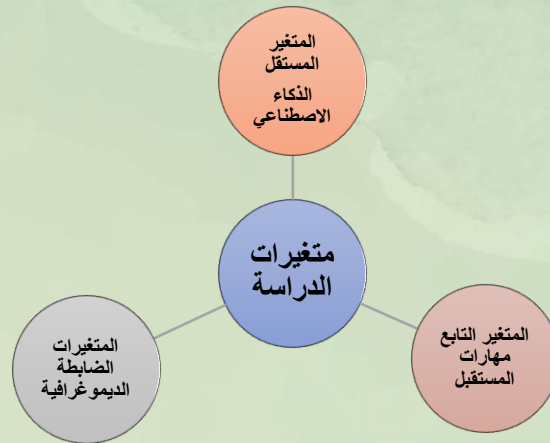 المتغير
المستقل
الذكاء
الاصطناعي
متغيرات
الدراسة
المتغير التابع
مهارات
المستقبل
المتغيرات
الضابطة
الديموغرافية